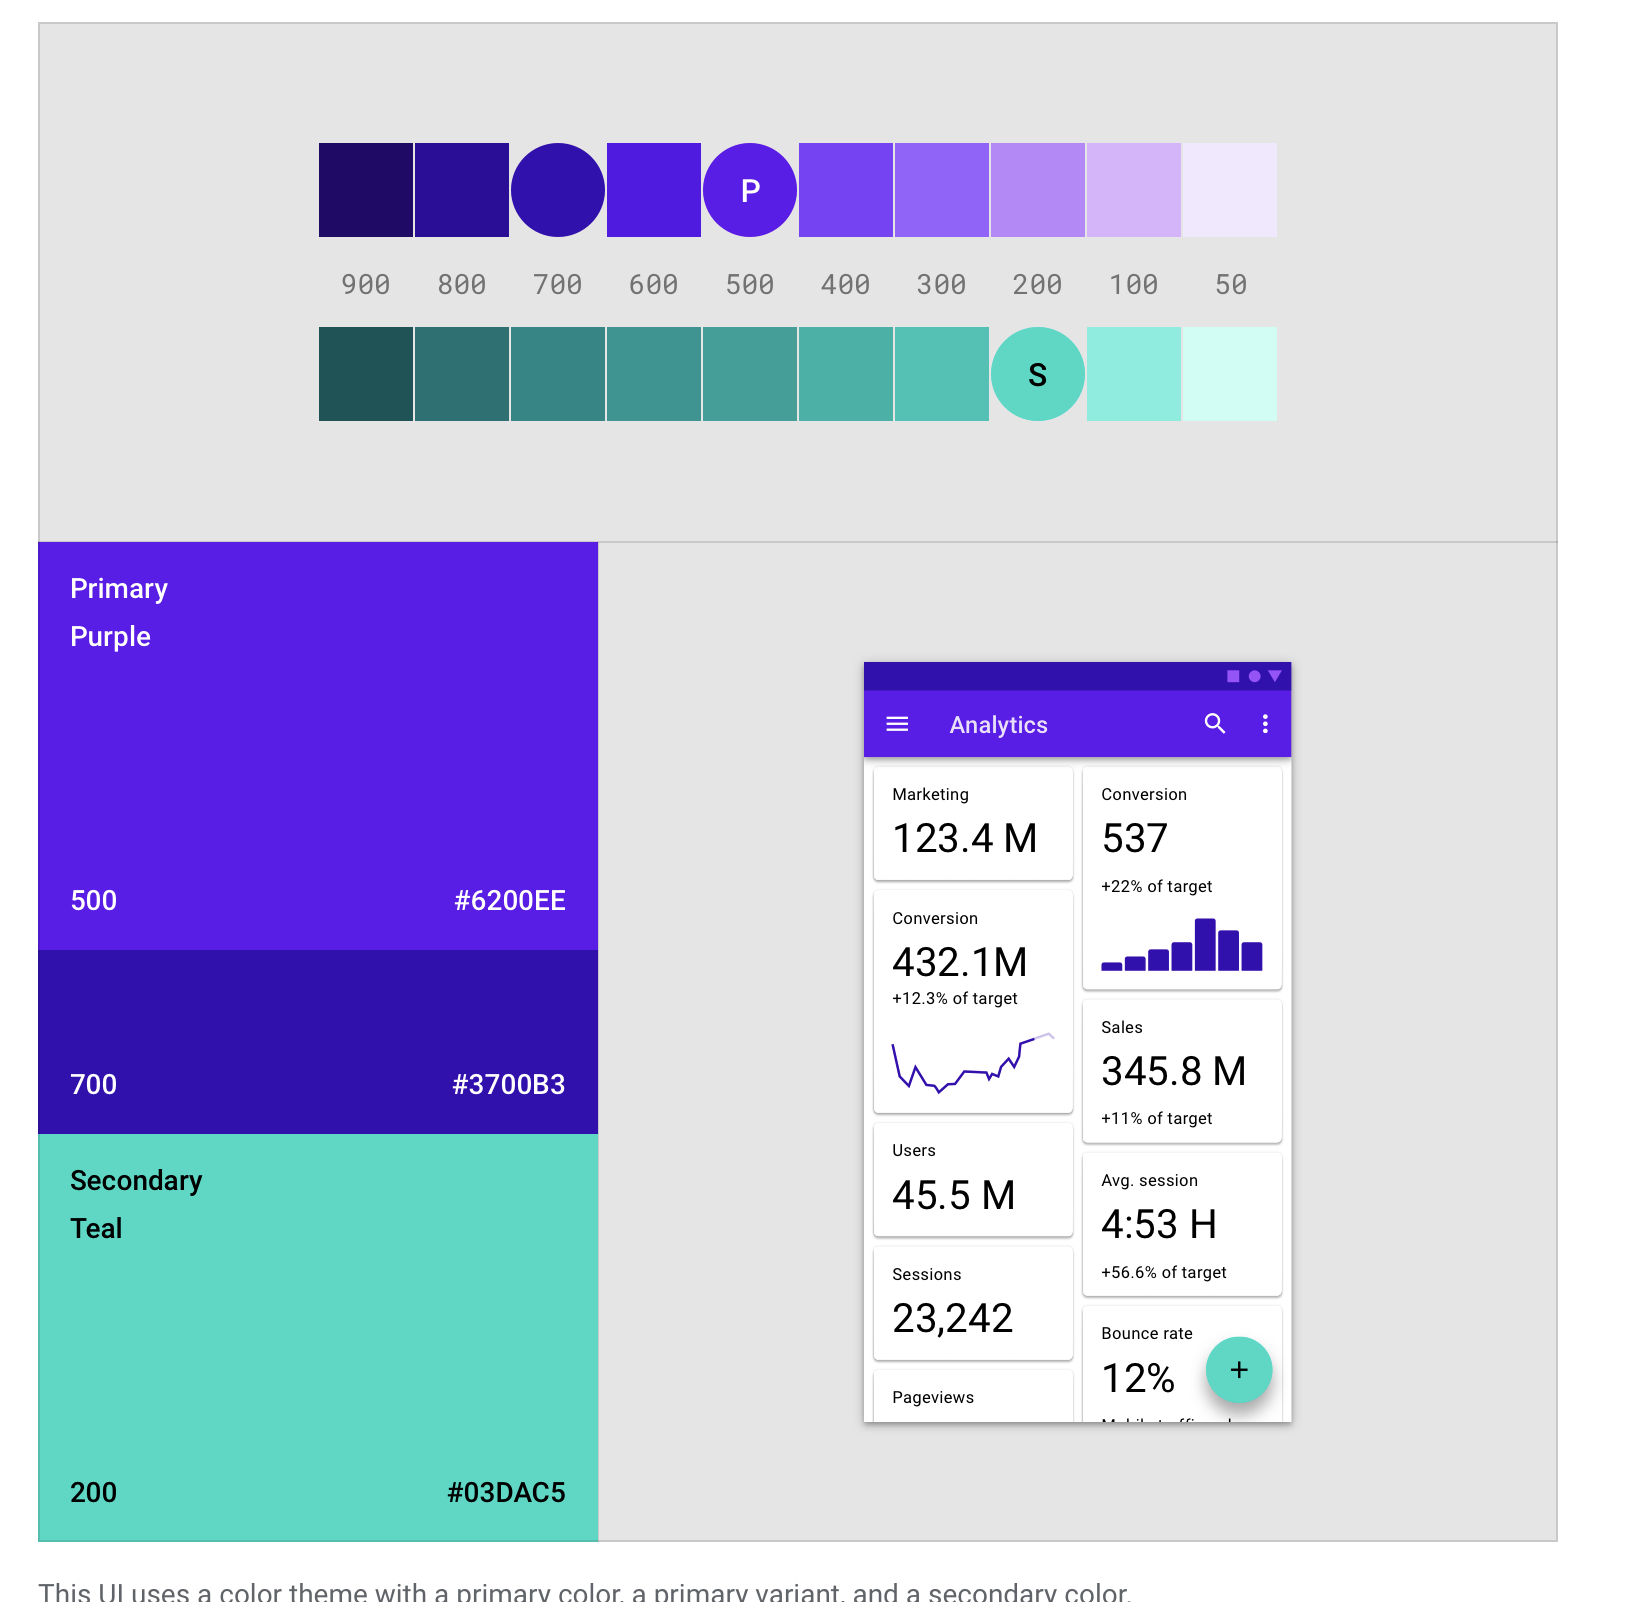 P
900 800 700 600 500 400 300 200 100 50
S
Primary
Purple
500 #6200EE
700 #3700B3
Secondary
Teal
200 #03DAC5
Analytics
Marketing
123.4 M
Conversion
432.1M
+12.3% of target
Users
45.5 M
Sessions
23,242
Pageviews
Conversion
537
+22% of target
Sales
345.8 M
+11% of target
Avg. session
4:53 H
+56.6% of target
Bounce rate
12%
+
This UI uses a color theme with a primary color, a primary variant, and a secondary color.